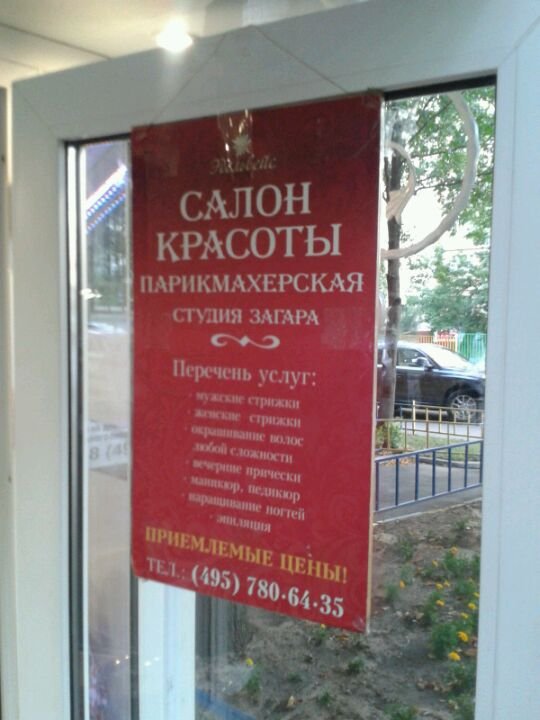 Эдельвейс
САЛОН
КРАСОТЫ
ПАРИКМАХЕРСКАЯ
СТУДИЯ ЗАГАРА
Перечень услуг:
- мужские стрижки
- женские стрижки
- окрашивание волос
любой сложности
- вечерние прически
- маникюр, педикюр
- наращивание ногтей
- эпиляция
ПРИЕМЛЕМЫЕ ЦЕНЫ!
ТЕЛ.: (495) 780-64-35